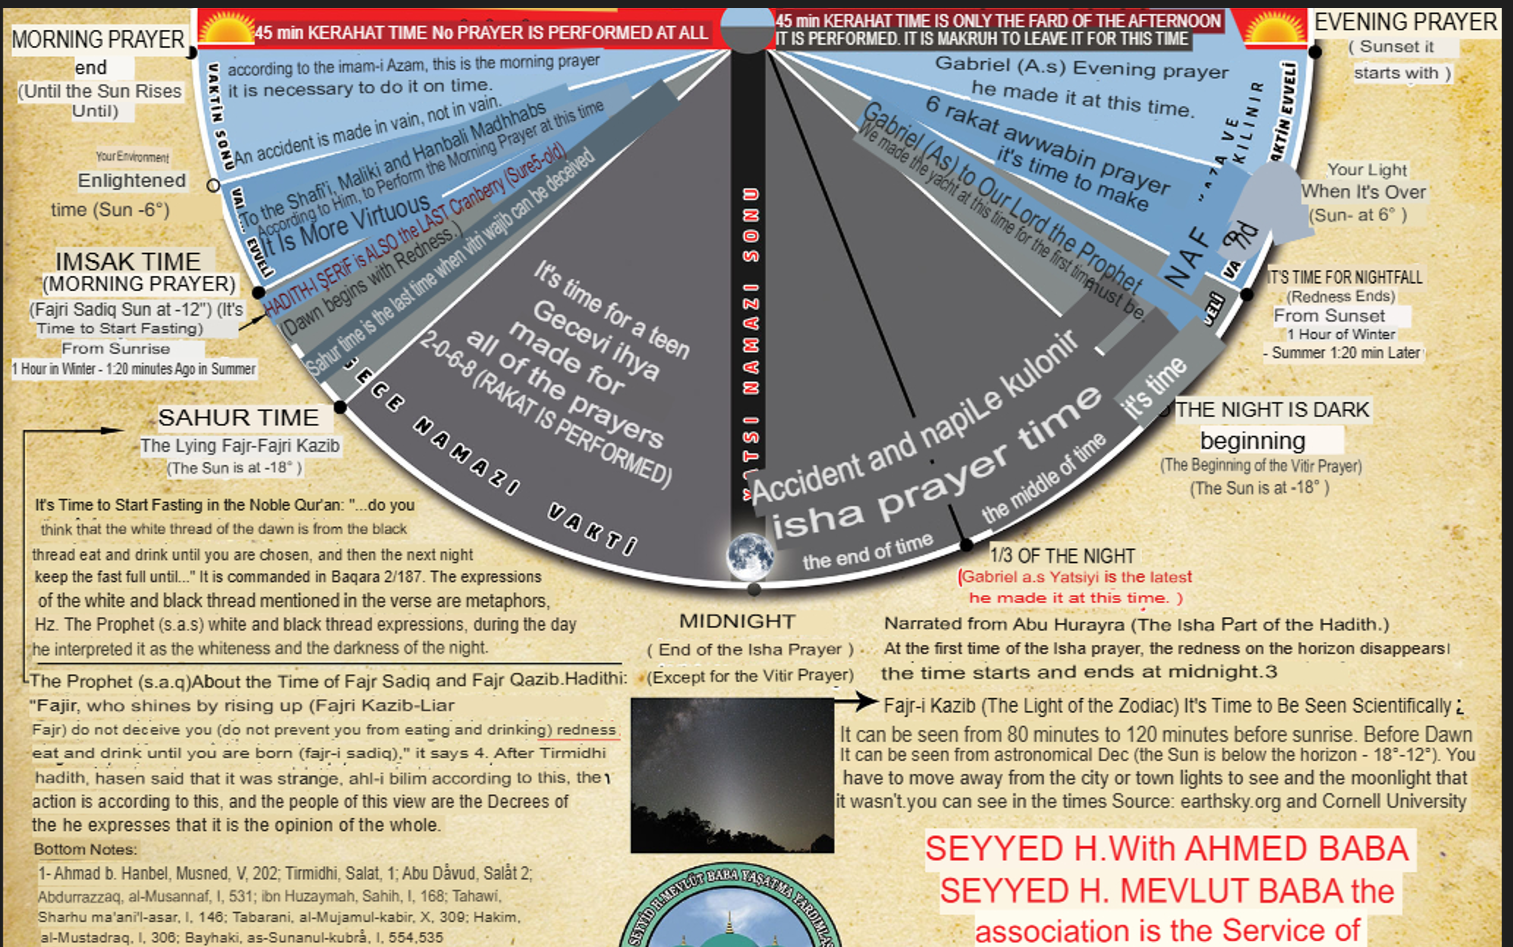 MORNING PRAYER
end
(Until the Sun Rises
Until)
Your Environment
Enlightened
time (Sun -6°)
IMSAK TIME
(MORNING PRAYER)
(Fajri Sadiq Sun at -12") (It's
Time to Start Fasting)
From Sunrise
1 Hour in Winter - 1:20 minutes Ago in Summer
SAHUR TIME
The Lying Fajr-Fajri Kazib
(The Sun is at -18° )
45 min KERAHAT TIME No PRAYER IS PERFORMED AT ALL
45 min KERAHAT TIME IS ONLY THE FARD OF THE AFTERNOON
IT IS PERFORMED. IT IS MAKRUH TO LEAVE IT FOR THIS TIME
VAKTİN SONU
according to the imam-i Azam, this is the morning prayer
it is necessary to do it on time.
An accident is made in vain, not in vain.
EVVELİ
To the Shafi'i, Maliki and Hanbali Madhhabs
According to Him, to Perform the Morning Prayer at this time
It Is More Virtuous
HADITH-I ŞERİF is ALSO the LAST Cranberry (Sure5-old)
(Dawn begins with Redness.)
Sahur time is the last time when vitri wajib can be deceived
It's time for a teen
Gecevi ihya
made for
all of the prayers
2-0-6-8 (RAKAT IS PERFORMED)
ECE NAMAZI VAKTİ
YATSI NAMAZI SONU
Gabriel (A.s) Evening prayer
he made it at this time.
6 rakat awwabin prayer
it's time to make
AKTİN EVVELİ
VE
KILINIR
NAF
Gabriel (As) to Our Lord the Prophet
We made the yacht at this time for the first time
must be.
VELİ
Accident and napiLe kulonir
isha prayer time
it's time
the middle of time
the end of time
EVENING PRAYER
( Sunset it
starts with )
Your Light
When It's Over
(Sun- at 6° )
IT'S TIME FOR NIGHTFALL
(Redness Ends)
From Sunset
1 Hour of Winter
- Summer 1:20 min Later
THE NIGHT IS DARK
beginning
(The Beginning of the Vitir Prayer)
(The Sun is at -18° )
1/3 OF THE NIGHT
(Gabriel a.s Yatsiyi is the latest
he made it at this time. )
MIDNIGHT
( End of the Isha Prayer )
(Except for the Vitir Prayer)
It's Time to Start Fasting in the Noble Qur'an: "...do you
think that the white thread of the dawn is from the black
thread eat and drink until you are chosen, and then the next night
keep the fast full until..." It is commanded in Baqara 2/187. The expressions
of the white and black thread mentioned in the verse are metaphors,
Hz. The Prophet (s.a.s) white and black thread expressions, during the day
he interpreted it as the whiteness and the darkness of the night.
The Prophet (s.a.q)About the Time of Fajr Sadiq and Fajr Qazib.Hadithi:
"Fajir, who shines by rising up (Fajri Kazib-Liar
Fajr) do not deceive you (do not prevent you from eating and drinking) redness
eat and drink until you are born (fajr-i sadiq)," it says 4. After Tirmidhi
hadith, hasen said that it was strange, ahl-i bilim according to this, the
action is according to this, and the people of this view are the Decrees of
the he expresses that it is the opinion of the whole.
Bottom Notes:
1- Ahmad b. Hanbel, Musned, V, 202; Tirmidhi, Salat, 1; Abu Dâvud, Salât 2;
Abdurrazzaq, al-Musannaf, I, 531; ibn Huzaymah, Sahih, I, 168; Tahawi,
Sharhu ma'ani'l-asar, I, 146; Tabarani, al-Mujamul-kabir, X, 309; Hakim,
al-Mustadraq, I, 306; Bayhaki, as-Sunanul-kubrâ, I, 554,535
Narrated from Abu Hurayra (The Isha Part of the Hadith.)
At the first time of the Isha prayer, the redness on the horizon disappears
the time starts and ends at midnight.3
Fajr-i Kazib (The Light of the Zodiac) It's Time to Be Seen Scientifically ;
It can be seen from 80 minutes to 120 minutes before sunrise. Before Dawn
It can be seen from astronomical Dec (the Sun is below the horizon - 18°-12°). You
have to move away from the city or town lights to see and the moonlight that
it wasn't.you can see in the times Source: earthsky.org and Cornell University
SEYYİD H.MEVLÜT BABA YAŞATMA YARDIMLAŞ
SEYYED H.With AHMED BABA
SEYYED H. MEVLUT BABA the
association is the Service of